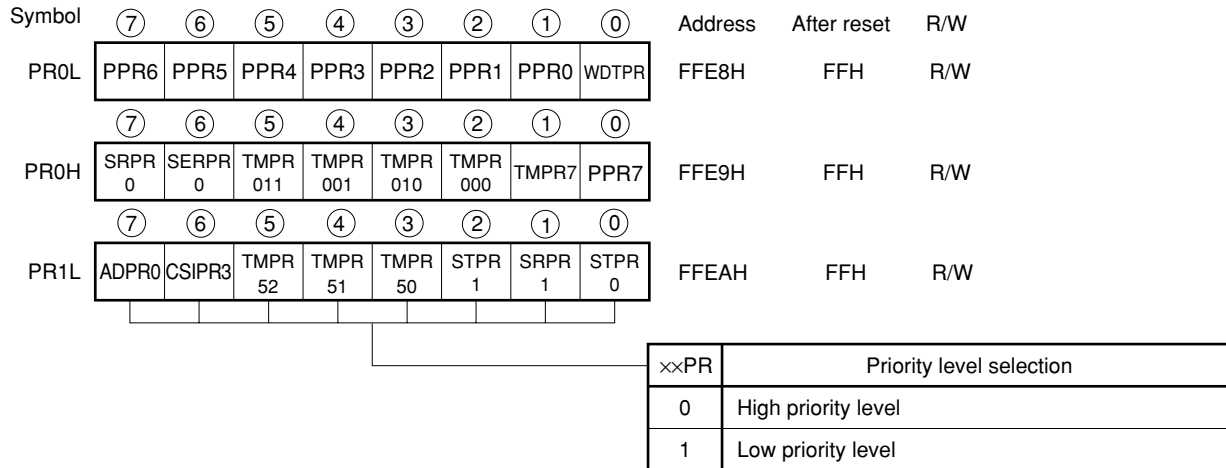 Symbol ⑦ ⑥ ⑤ ④ ③ ② ① ⓪ Address After reset R/W
PR0L PPR6 PPR5 PPR4 PPR3 PPR2 PPR1 PPR0 WDTPR FFE8H FFH R/W
⑦ ⑥ ⑤ ④ ③ ② ① ⓪
PR0H SRPR0 SERPR0 TMPR011 TMPR001 TMPR010 TMPR000 TMPR7 PPR7 FFE9H FFH R/W
⑦ ⑥ ⑤ ④ ③ ② ① ⓪
PR1L ADPR0 CSIPR3 TMPR52 TMPR51 TMPR50 STPR1 SRPR1 STPR0 FFEAH FFH R/W
××PR Priority level selection
0 High priority level
1 Low priority level